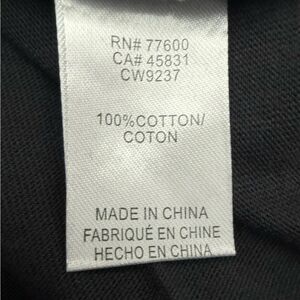 RN# 77600
CA# 45831
CW9237
100%COTTON/
COTON
MADE IN CHINA
FABRIQUÉ EN CHINE
HECHO EN CHINA